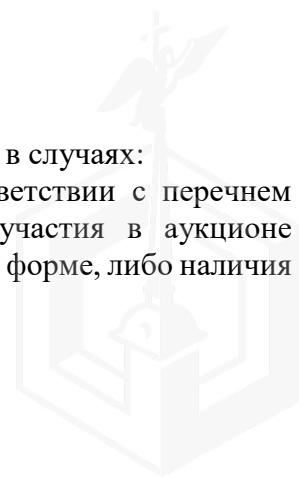 в случаях:
ветствии с перечнем
участия в аукционе
форме, либо наличия